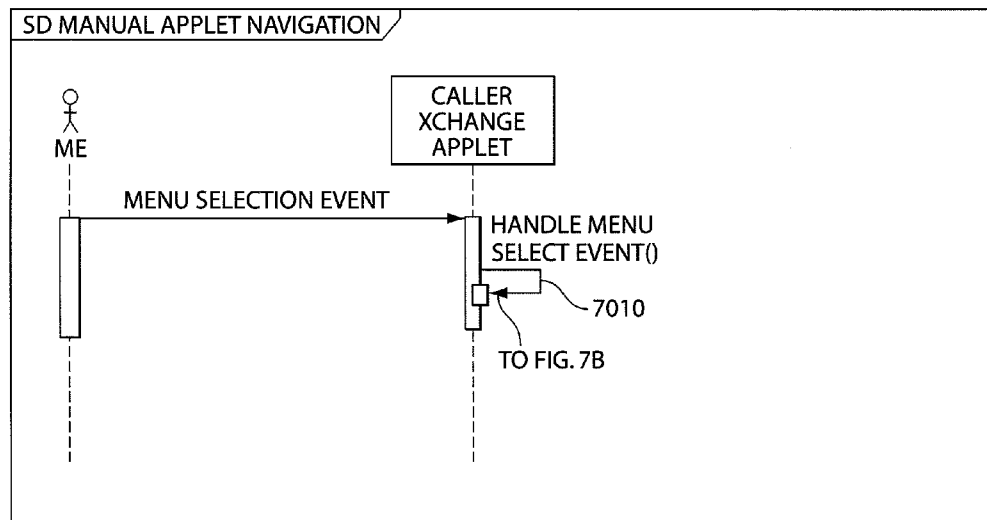 SD MANUAL APPLET NAVIGATION
ME
CALLER
XCHANGE
APPLET
MENU SELECTION EVENT
HANDLE MENU
SELECT EVENT()
7010
TO FIG. 7B